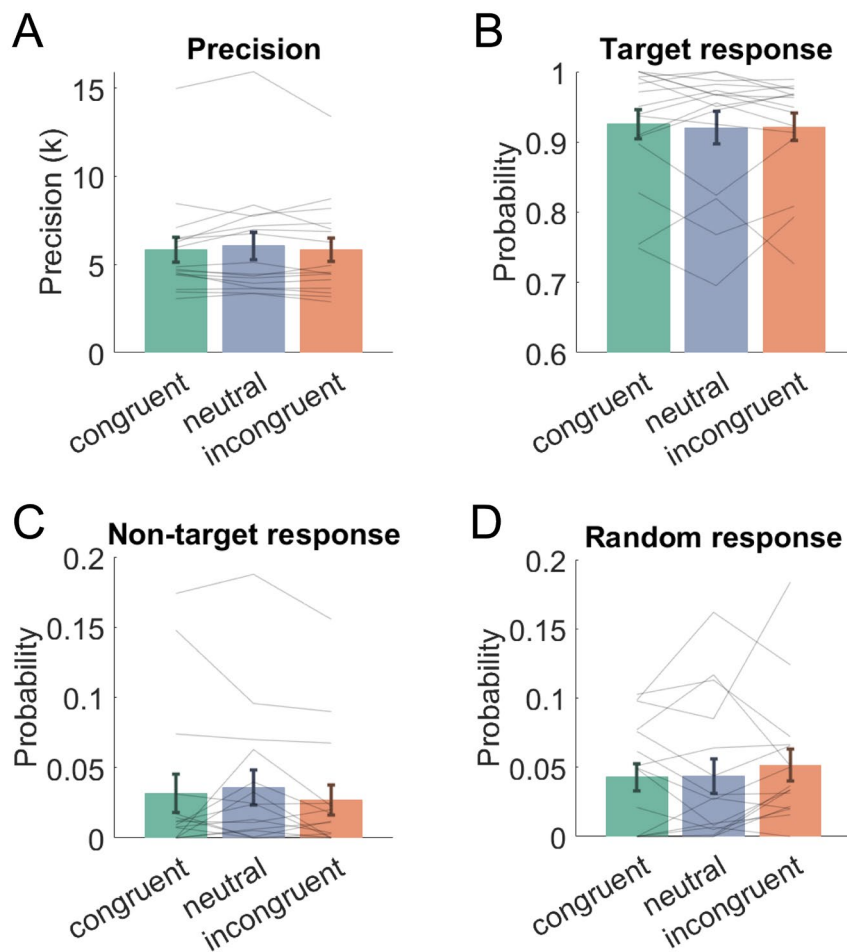 A
Precision
Precision (k)
15
10
5
0
congruent
neutral
incongruent
B
Target response
Probability
1
0.9
0.8
0.7
0.6
congruent
neutral
incongruent
C
Non-target response
Probability
0.2
0.15
0.1
0.05
0
congruent
neutral
incongruent
D
Random response
Probability
0.2
0.15
0.1
0.05
0
congruent
neutral
incongruent